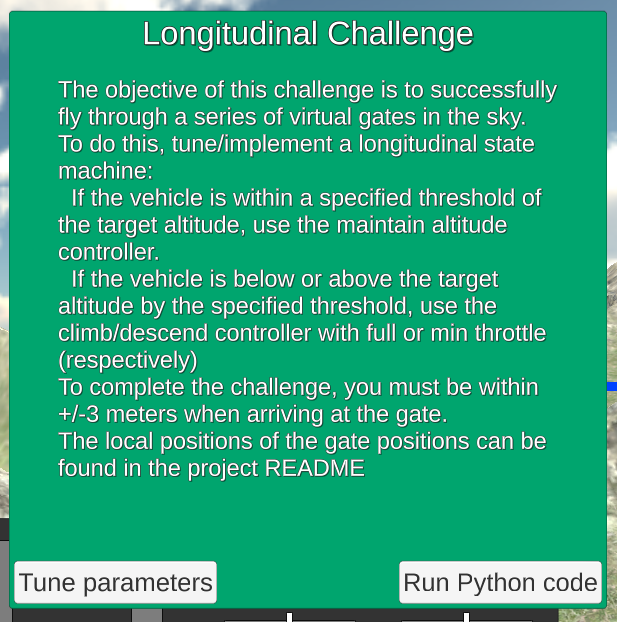 Longitudinal Challenge
The objective of this challenge is to successfully
fly through a series of virtual gates in the sky.
To do this, tune/implement a longitudinal state
machine:
If the vehicle is within a specified threshold of
the target altitude, use the maintain altitude
controller.
If the vehicle is below or above the target
altitude by the specified threshold, use the
climb/descend controller with full or min throttle
(respectively)
To complete the challenge, you must be within
+/-3 meters when arriving at the gate.
The local positions of the gate positions can be
found in the project README
Tune parameters
Run Python code